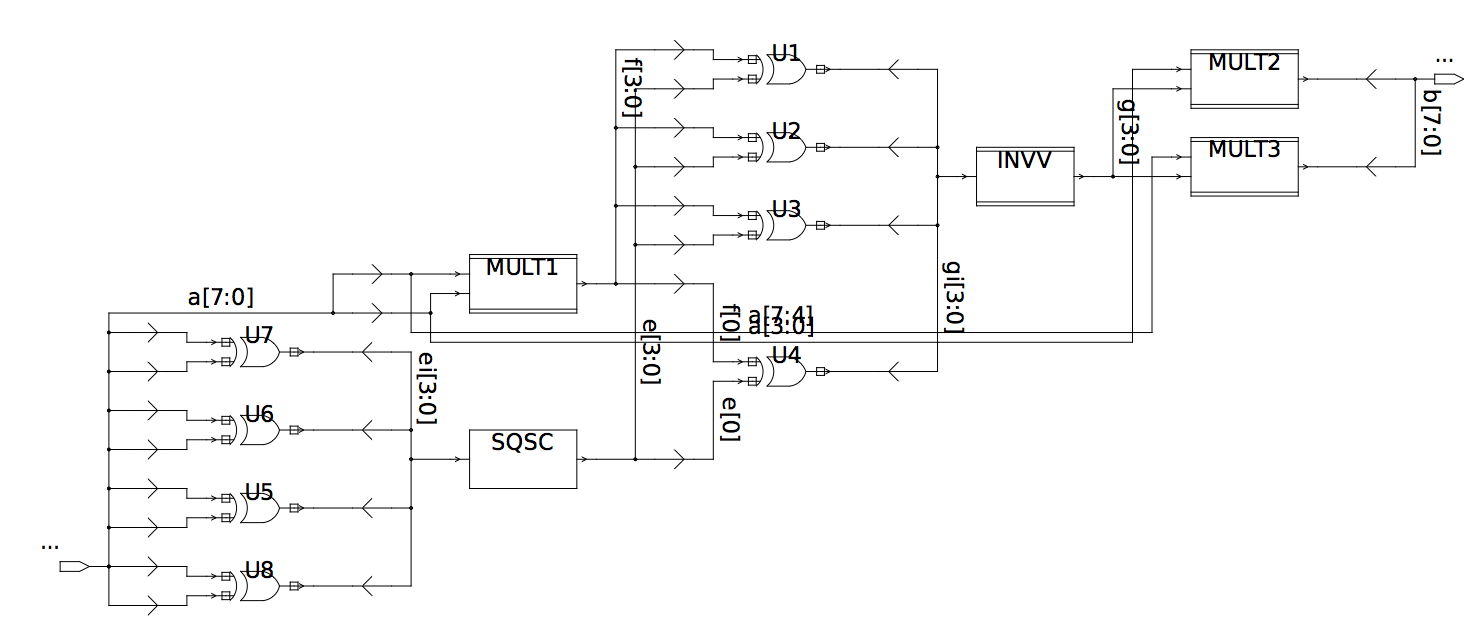 ...
U1
MULT2
f[3:0]
b[7:0]
g[3:0]
U2
MULT3
INVV
U3
MULT1
gi[3:0]
a[7:0]
f[0]
a[7:4]
a[3:0]
U7
e[3:0]
U4
ei[3:0]
U6
e[0]
SQSC
U5
...
U8